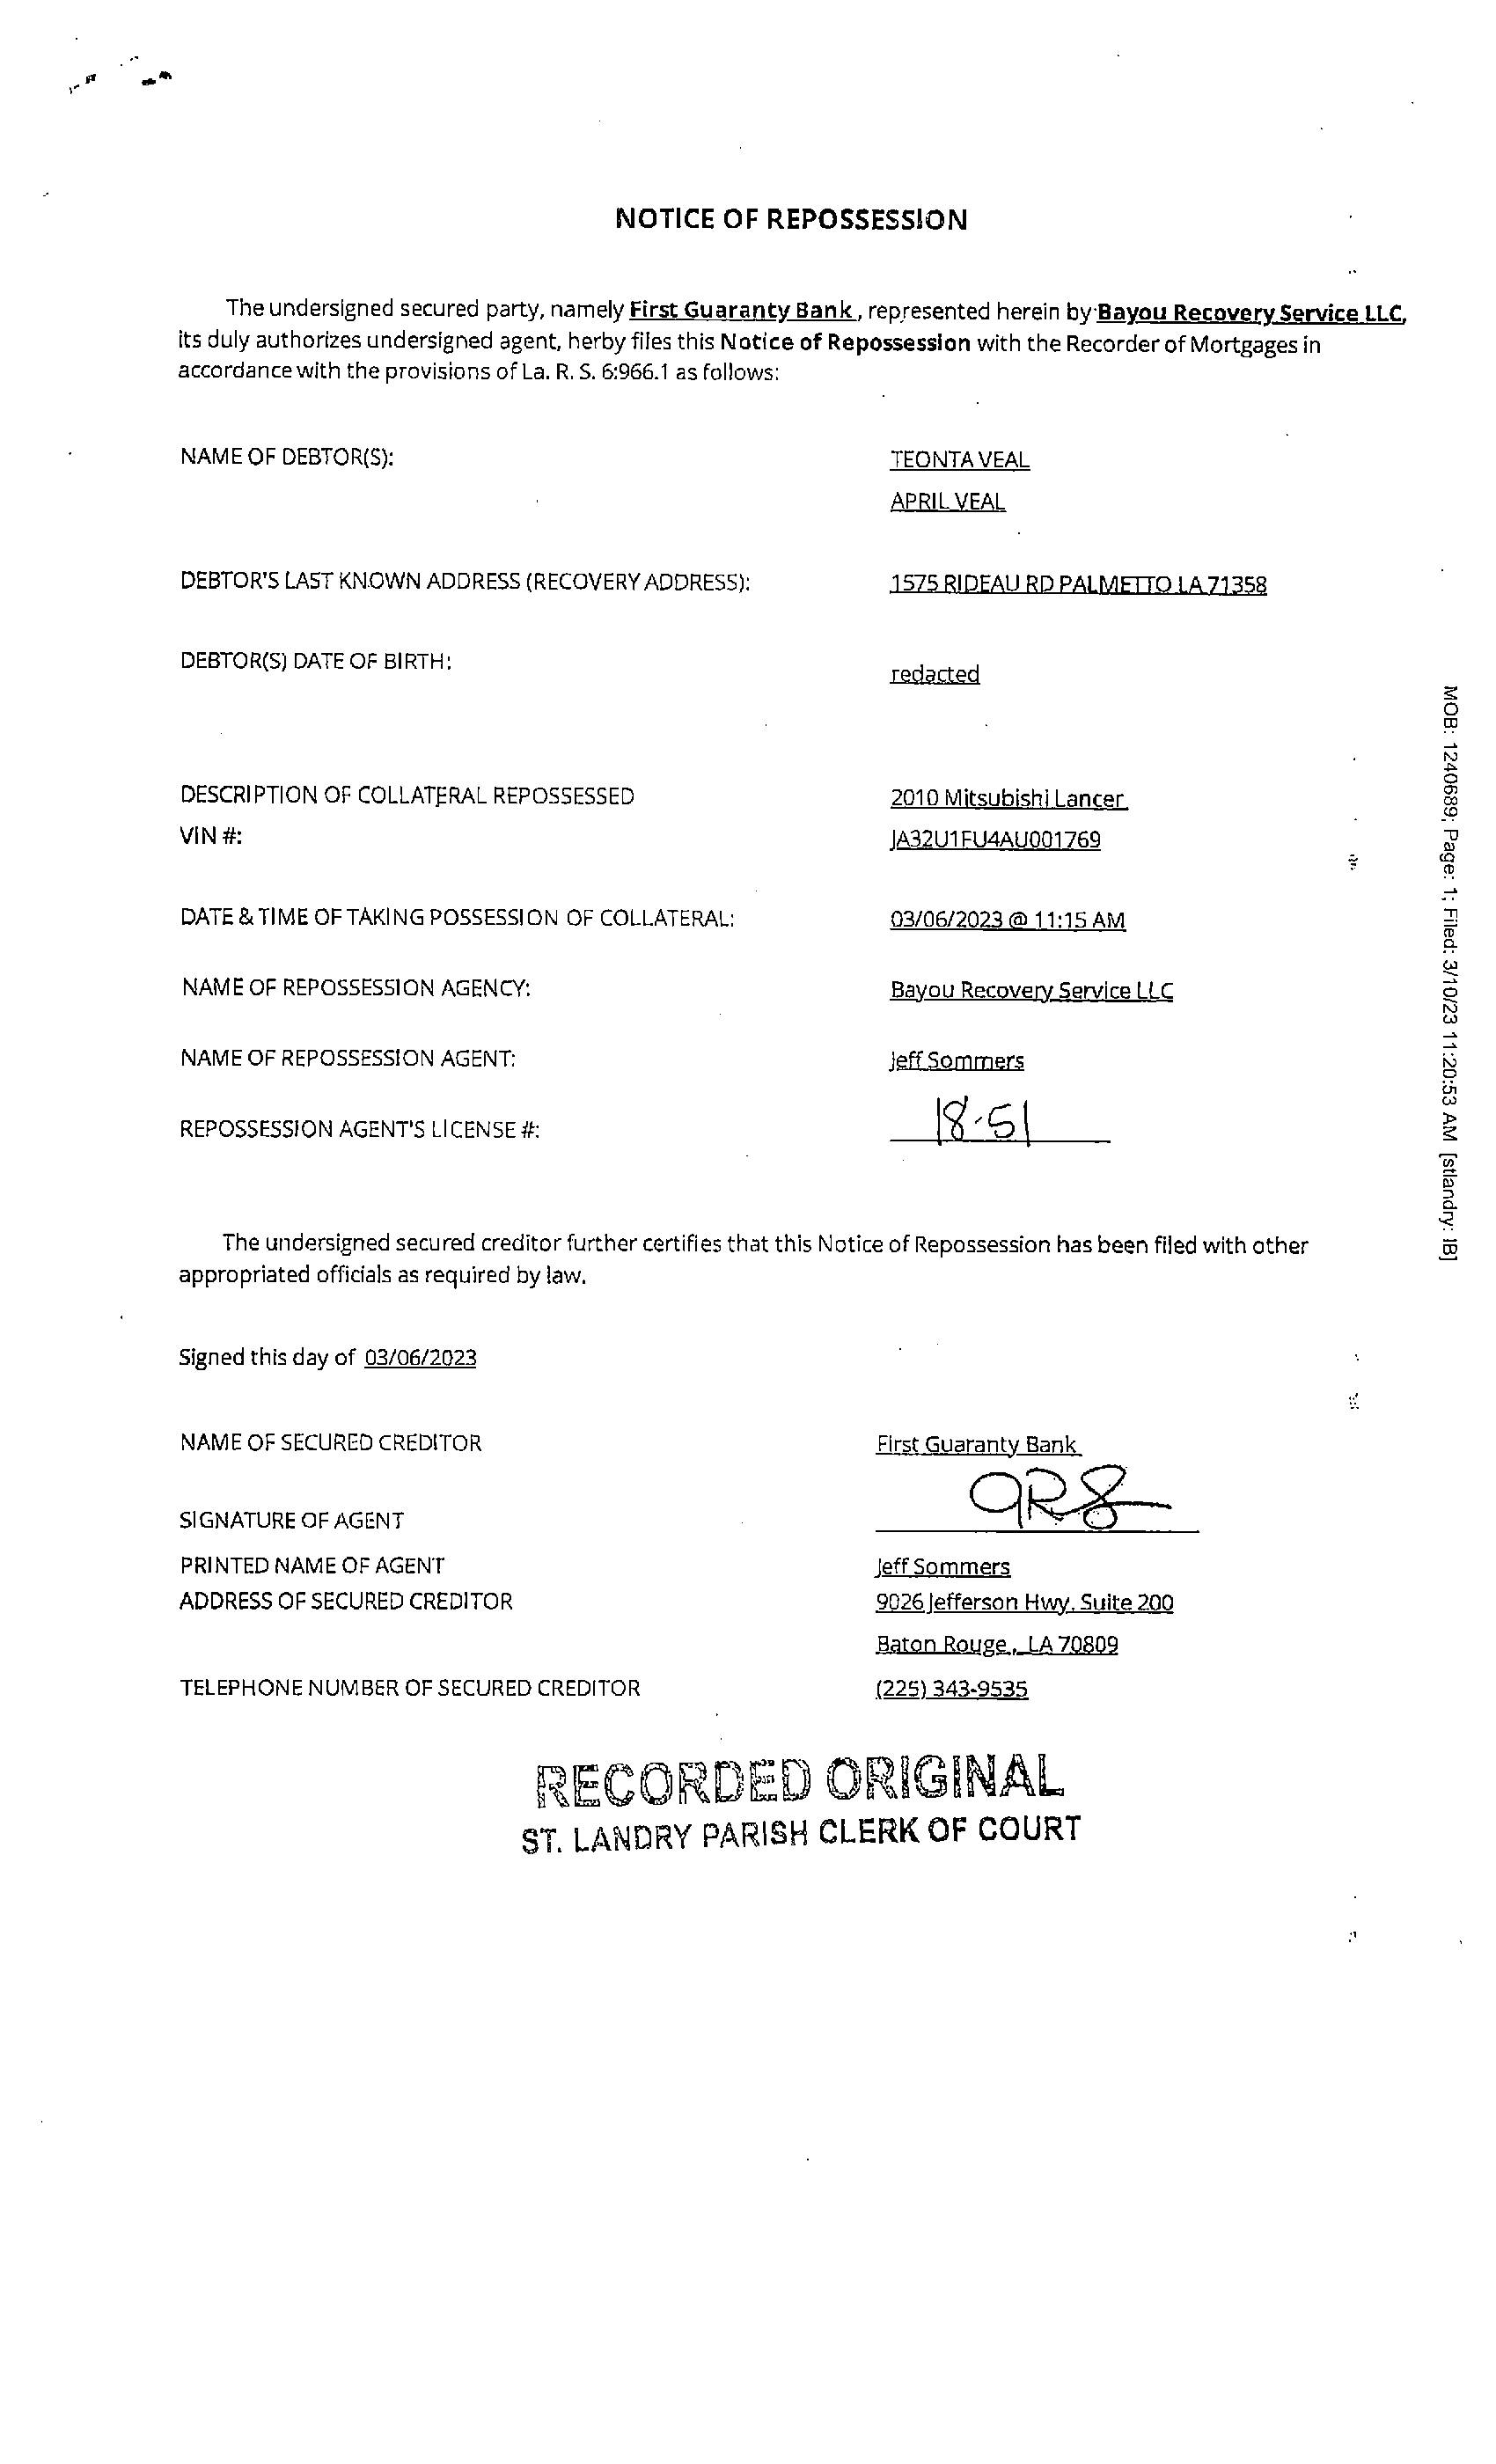 NOTICE OF REPOSSESSION
The undersigned secured party, namely First Guaranty Bank, represented herein by Bayou Recovery Service LLC,
its duly authorizes undersigned agent, herby files this Notice of Repossession with the Recorder of Mortgages in
accordance with the provisions of La. R. S. 6:966.1 as follows:
NAME OF DEBTOR(S): TEONTA VEAL
APRIL VEAL
DEBTOR'S LAST KNOWN ADDRESS (RECOVERY ADDRESS): 1575 RIDEAU RD PALMETTO LA 71358
DEBTOR(S) DATE OF BIRTH: redacted
DESCRIPTION OF COLLATERAL REPOSSESSED 2010 Mitsubishi Lancer
VIN #: JA32U1FU4AU001769
DATE & TIME OF TAKING POSSESSION OF COLLATERAL: 03/06/2023 @ 11:15 AM
NAME OF REPOSSESSION AGENCY: Bayou Recovery Service LLC
NAME OF REPOSSESSION AGENT: Jeff Sommers
REPOSSESSION AGENT'S LICENSE #: 18-51
The undersigned secured creditor further certifies that this Notice of Repossession has been filed with other
appropriated officials as required by law.
Signed this day of 03/06/2023
NAME OF SECURED CREDITOR First Guaranty Bank
SIGNATURE OF AGENT
PRINTED NAME OF AGENT Jeff Sommers
ADDRESS OF SECURED CREDITOR 9026 Jefferson Hwy, Suite 200
Baton Rouge, LA 70809
TELEPHONE NUMBER OF SECURED CREDITOR (225) 343-9535
RECORDED ORIGINAL
ST. LANDRY PARISH CLERK OF COURT
MOB: 1240689; Page: 1; Filed: 3/10/23 11:20:53 AM [stlandry: IB]